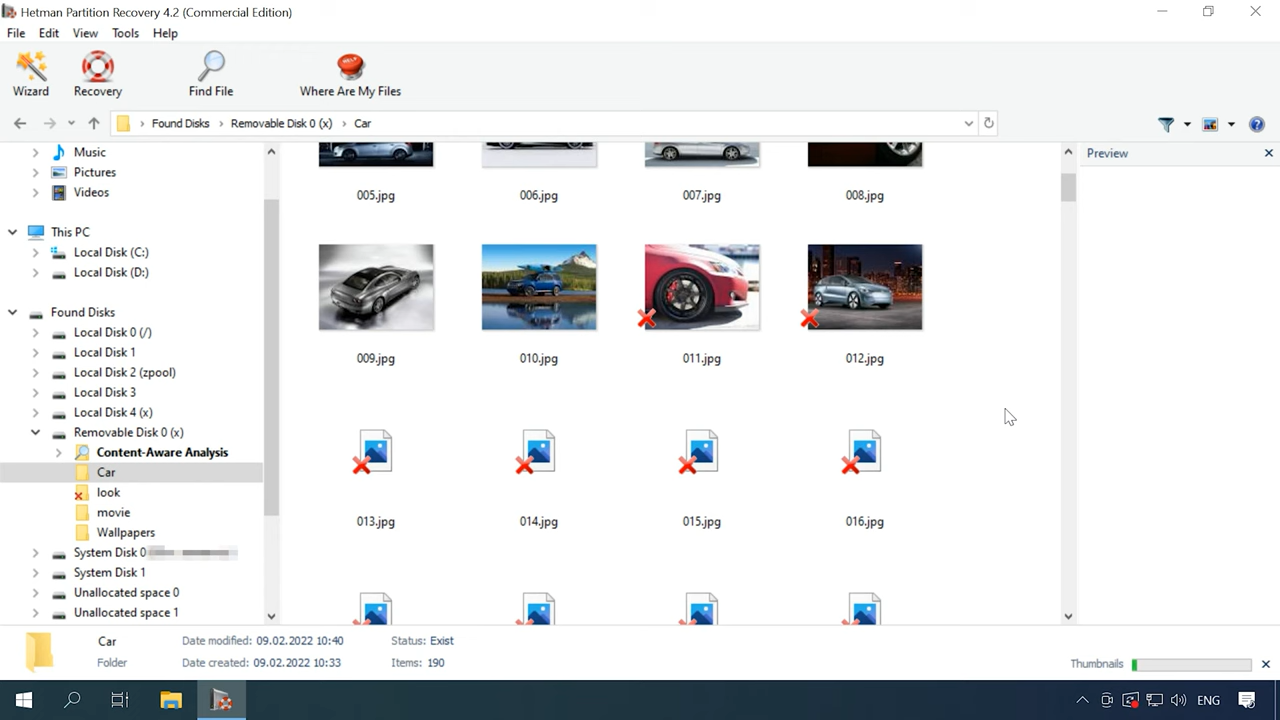 Hetman Partition Recovery 4.2 (Commercial Edition)
File Edit View Tools Help
Wizard Recovery Find File Where Are My Files
Found Disks Removable Disk 0 (x) Car
Preview
Music
Pictures
Videos
This PC
Local Disk (C:)
Local Disk (D:)
Found Disks
Local Disk 0 (/)
Local Disk 1
Local Disk 2 (zpool)
Local Disk 3
Local Disk 4 (x)
Removable Disk 0 (x)
Content-Aware Analysis
Car
look
movie
Wallpapers
System Disk 0
System Disk 1
Unallocated space 0
Unallocated space 1
005.jpg 006.jpg 007.jpg 008.jpg
009.jpg 010.jpg 011.jpg 012.jpg
013.jpg 014.jpg 015.jpg 016.jpg
Car Date modified: 09.02.2022 10:40 Status: Exist
Folder Date created: 09.02.2022 10:33 Items: 190
Thumbnails
HELP
ENG